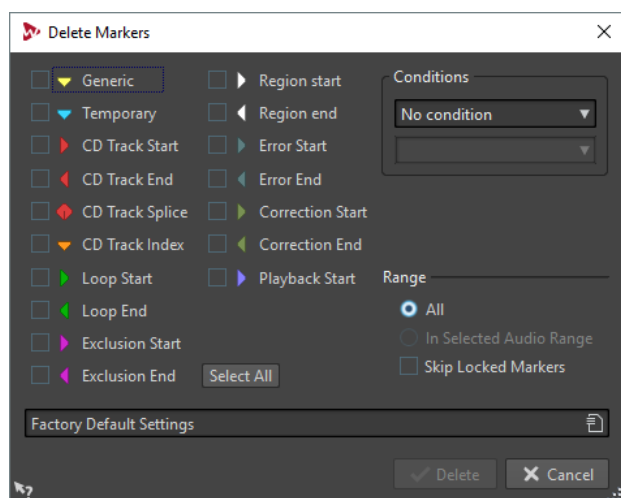 Delete Markers
Generic
Temporary
CD Track Start
CD Track End
CD Track Splice
CD Track Index
Loop Start
Loop End
Exclusion Start
Exclusion End
Region start
Region end
Error Start
Error End
Correction Start
Correction End
Playback Start
Select All
Conditions
No condition
Range
All
In Selected Audio Range
Skip Locked Markers
Factory Default Settings
Delete
Cancel
?